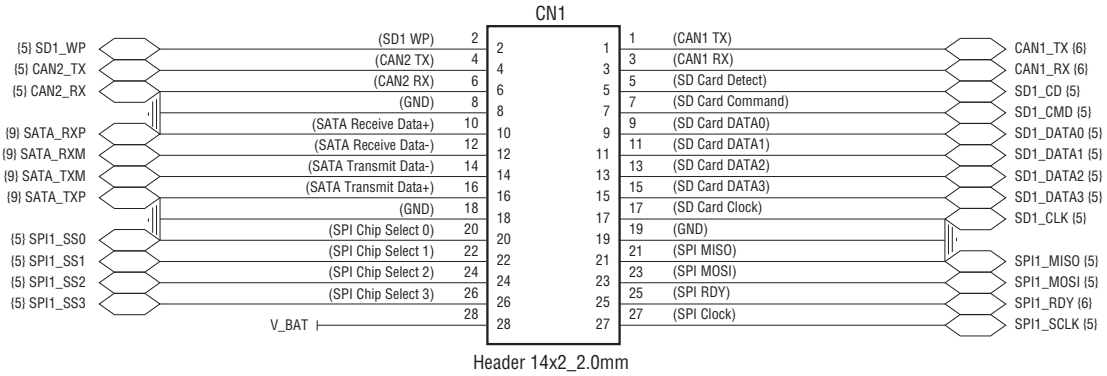 CN1
{5} SD1_WP (SD1 WP) 2 2 1 1 (CAN1 TX) CAN1_TX {6}
{5} CAN2_TX (CAN2 TX) 4 4 3 3 (CAN1 RX) CAN1_RX {6}
{5} CAN2_RX (CAN2 RX) 6 6 5 5 (SD Card Detect) SD1_CD {5}
(GND) 8 8 7 7 (SD Card Command) SD1_CMD {5}
{9} SATA_RXP (SATA Receive Data+) 10 10 9 9 (SD Card DATA0) SD1_DATA0 {5}
{9} SATA_RXM (SATA Receive Data-) 12 12 11 11 (SD Card DATA1) SD1_DATA1 {5}
{9} SATA_TXM (SATA Transmit Data-) 14 14 13 13 (SD Card DATA2) SD1_DATA2 {5}
{9} SATA_TXP (SATA Transmit Data+) 16 16 15 15 (SD Card DATA3) SD1_DATA3 {5}
(GND) 18 18 17 17 (SD Card Clock) SD1_CLK {5}
{5} SPI1_SS0 (SPI Chip Select 0) 20 20 19 19 (GND)
{5} SPI1_SS1 (SPI Chip Select 1) 22 22 21 21 (SPI MISO) SPI1_MISO {5}
{5} SPI1_SS2 (SPI Chip Select 2) 24 24 23 23 (SPI MOSI) SPI1_MOSI {5}
{5} SPI1_SS3 (SPI Chip Select 3) 26 26 25 25 (SPI RDY) SPI1_RDY {6}
V_BAT 28 28 27 27 (SPI Clock) SPI1_SCLK {5}
Header 14x2_2.0mm